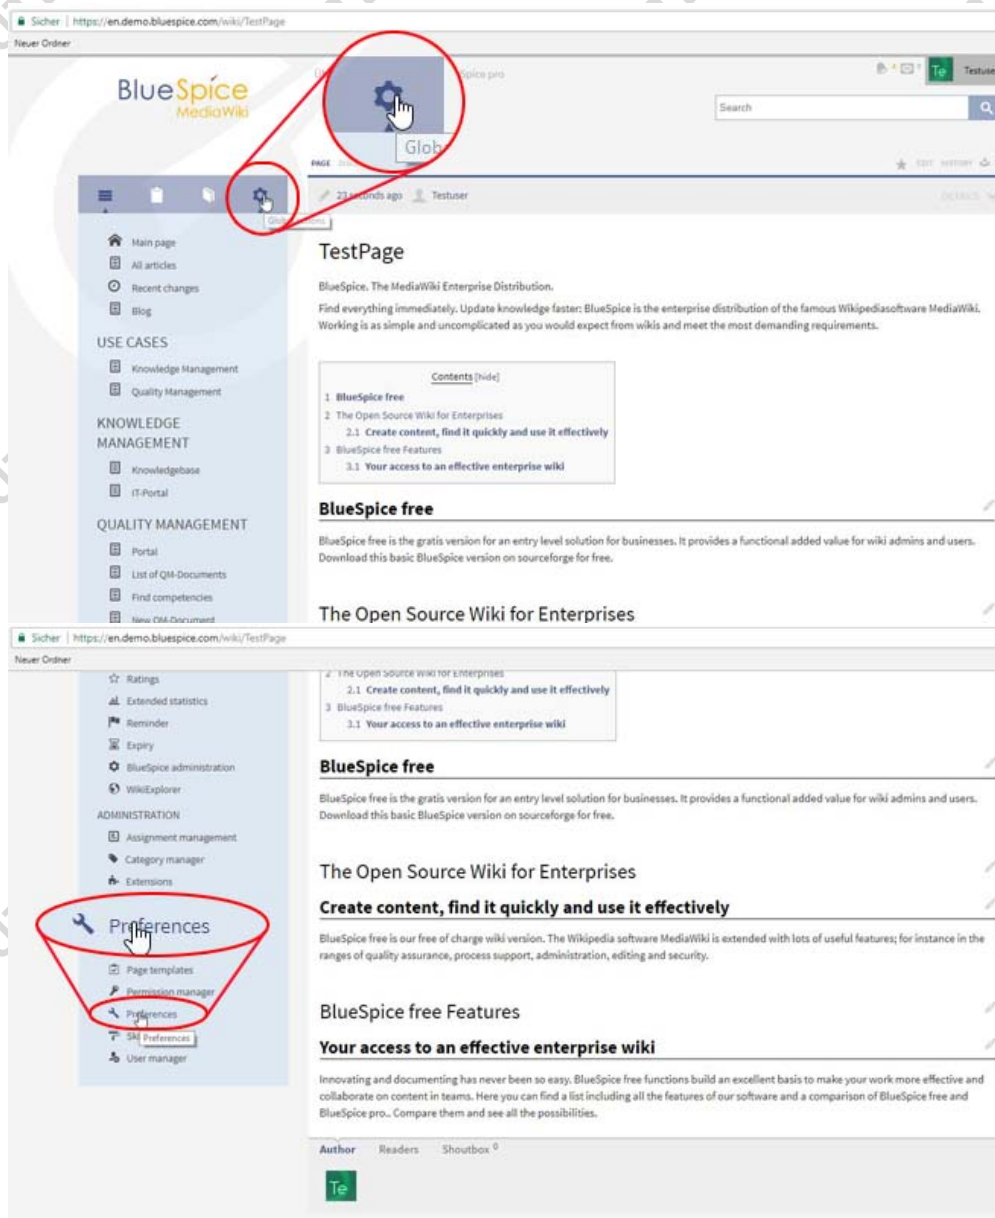 Sicher | https://en.demo.bluespice.com/wiki/TestPage
Neuer Ordner
BlueSpice
MediaWiki
Spice pro
Te Testuse
Search
Glob
PAGE
EDIT HISTORY
23 seconds ago Testuser
DETAILS
Main page
All articles
Recent changes
Blog
USE CASES
Knowledge Management
Quality Management
KNOWLEDGE
MANAGEMENT
Knowledgebase
IT-Portal
QUALITY MANAGEMENT
Portal
List of QM-Documents
Find competencies
New QM-Document
TestPage
BlueSpice. The MediaWiki Enterprise Distribution.
Find everything immediately. Update knowledge faster: BlueSpice is the enterprise distribution of the famous Wikipediasoftware MediaWiki.
Working is as simple and uncomplicated as you would expect from wikis and meet the most demanding requirements.
Contents [hide]
1 BlueSpice free
2 The Open Source Wiki for Enterprises
2.1 Create content, find it quickly and use it effectively
3 BlueSpice free Features
3.1 Your access to an effective enterprise wiki
BlueSpice free
BlueSpice free is the gratis version for an entry level solution for businesses. It provides a functional added value for wiki admins and users.
Download this basic BlueSpice version on sourceforge for free.
The Open Source Wiki for Enterprises
Sicher | https://en.demo.bluespice.com/wiki/TestPage
Neuer Ordner
Ratings
Extended statistics
Reminder
Expiry
BlueSpice administration
WikiExplorer
ADMINISTRATION
Assignment management
Category manager
Extensions
Preferences
Page templates
Permission manager
Preferences
Preferences
User manager
2 The Open Source Wiki for Enterprises
2.1 Create content, find it quickly and use it effectively
3 BlueSpice free Features
3.1 Your access to an effective enterprise wiki
BlueSpice free
BlueSpice free is the gratis version for an entry level solution for businesses. It provides a functional added value for wiki admins and users.
Download this basic BlueSpice version on sourceforge for free.
The Open Source Wiki for Enterprises
Create content, find it quickly and use it effectively
BlueSpice free is our free of charge wiki version. The Wikipedia software MediaWiki is extended with lots of useful features; for instance in the
ranges of quality assurance, process support, administration, editing and security.
BlueSpice free Features
Your access to an effective enterprise wiki
Innovating and documenting has never been so easy. BlueSpice free functions build an excellent basis to make your work more effective and
collaborate on content in teams. Here you can find a list including all the features of our software and a comparison of BlueSpice free and
BlueSpice pro.. Compare them and see all the possibilities.
Author Readers Shoutbox 0
Te